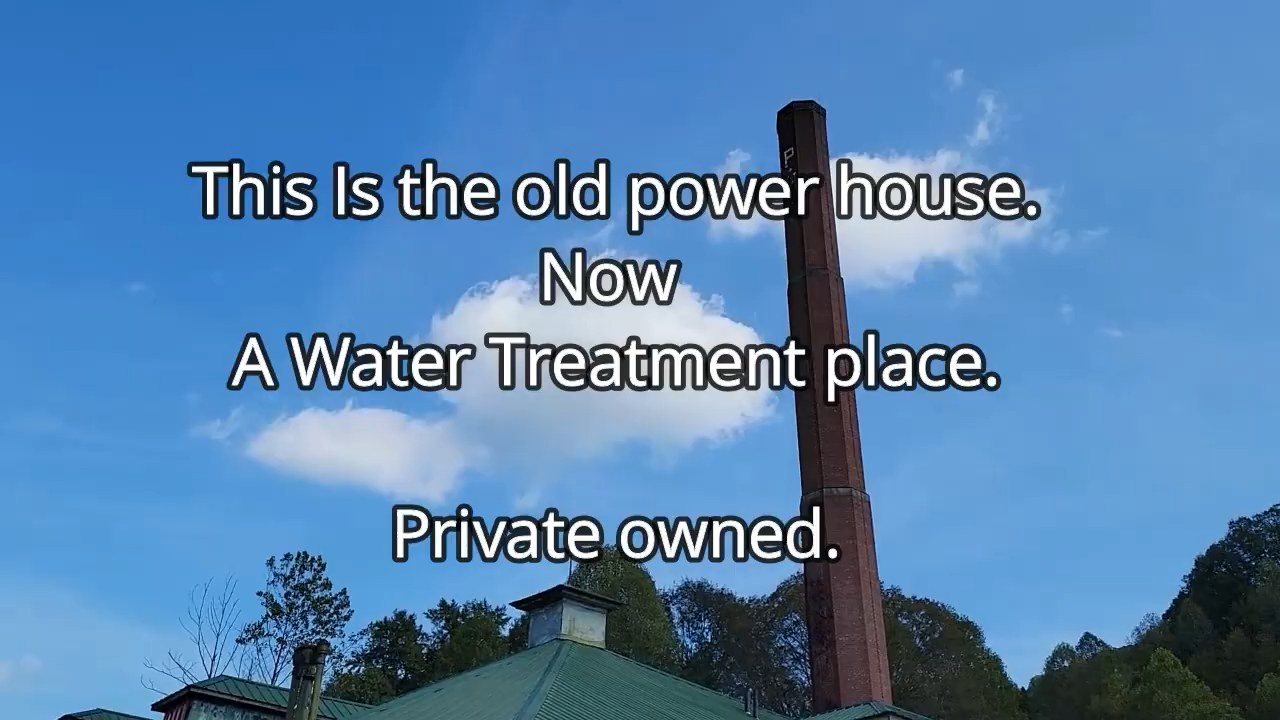 This Is the old power house.
Now
A Water Treatment place.
Private owned.